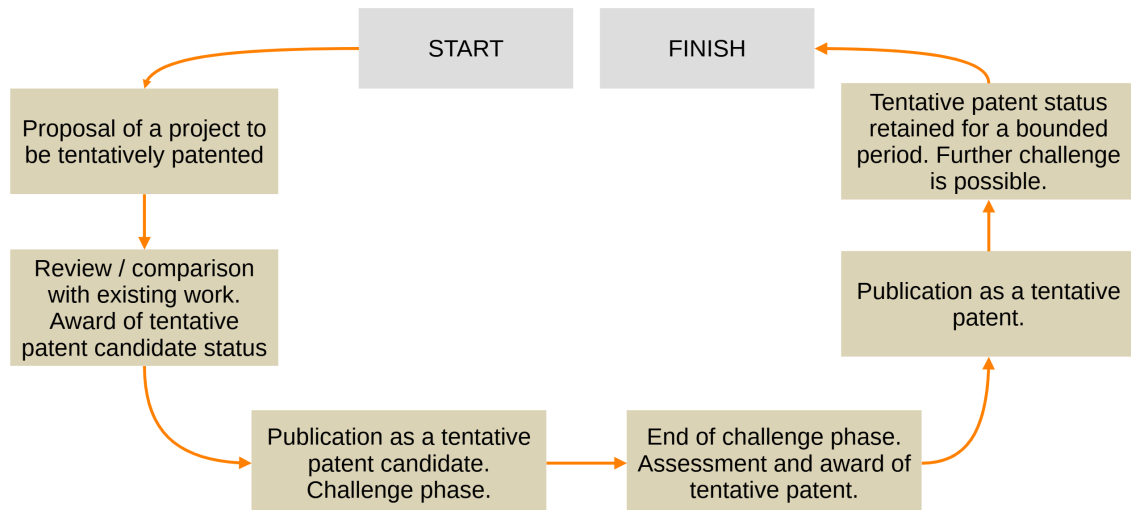 START
FINISH
Proposal of a project to
be tentatively patented
Review / comparison
with existing work.
Award of tentative
patent candidate status
Publication as a tentative
patent candidate.
Challenge phase.
End of challenge phase.
Assessment and award of
tentative patent.
Publication as a tentative
patent.
Tentative patent status
retained for a bounded
period. Further challenge
is possible.